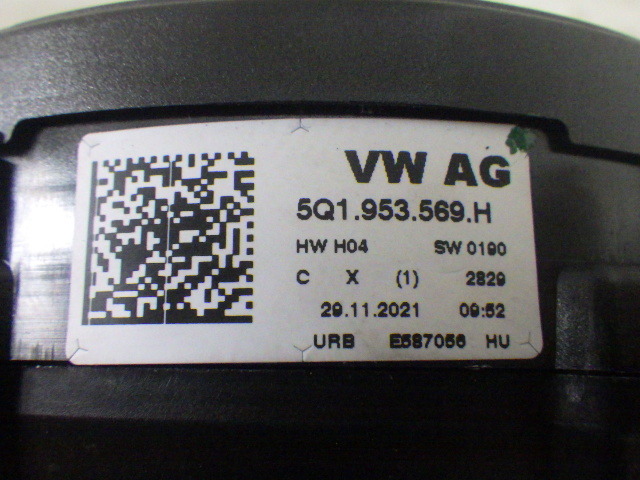 VW AG
5Q1.953.569.H
HW H04 SW 0190
C X (1) 2829
29.11.2021 09:52
URB E587056 HU